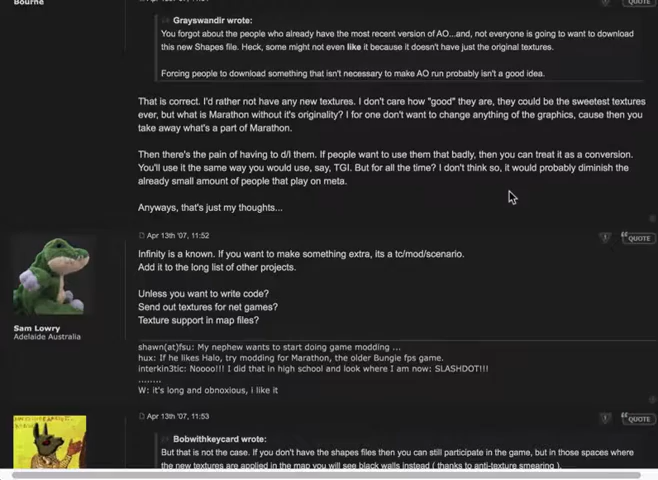 Bourne
QUOTE
Grayswandir wrote:
You forgot about the people who already have the most recent version of AO...and, not everyone is going to want to download
this new Shapes file. Heck, some might not even like it because it doesn't have just the original textures.
Forcing people to download something that isn't necessary to make AO run probably isn't a good idea.
That is correct. I'd rather not have any new textures. I don't care how "good" they are, they could be the sweetest textures
ever, but what is Marathon without it's originality? I for one don't want to change anything of the graphics, cause then you
take away what's a part of Marathon.
Then there's the pain of having to d/l them. If people want to use them that badly, then you can treat it as a conversion.
You'll use it the same way you would use, say, TGI. But for all the time? I don't think so, it would probably diminish the
already small amount of people that play on meta.
Anyways, that's just my thoughts...
Apr 13th '07, 11:52
QUOTE
Infinity is a known. If you want to make something extra, its a tc/mod/scenario.
Add it to the long list of other projects.
Unless you want to write code?
Send out textures for net games?
Texture support in map files?
Sam Lowry
Adelaide Australia
shawn(at)fsu: My nephew wants to start doing game modding ...
hux: If he likes Halo, try modding for Marathon, the older Bungie fps game.
interkin3tic: Noooo!!! I did that in high school and look where I am now: SLASHDOT!!!
........
W: it's long and obnoxious, i like it
Apr 13th '07, 11:53
QUOTE
Bobwithkeycard wrote:
But that is not the case. If you don't have the shapes files then you can still participate in the game, but in those spaces where
the new textures are applied in the map you will see black walls instead ( thanks to anti-texture smearing ).